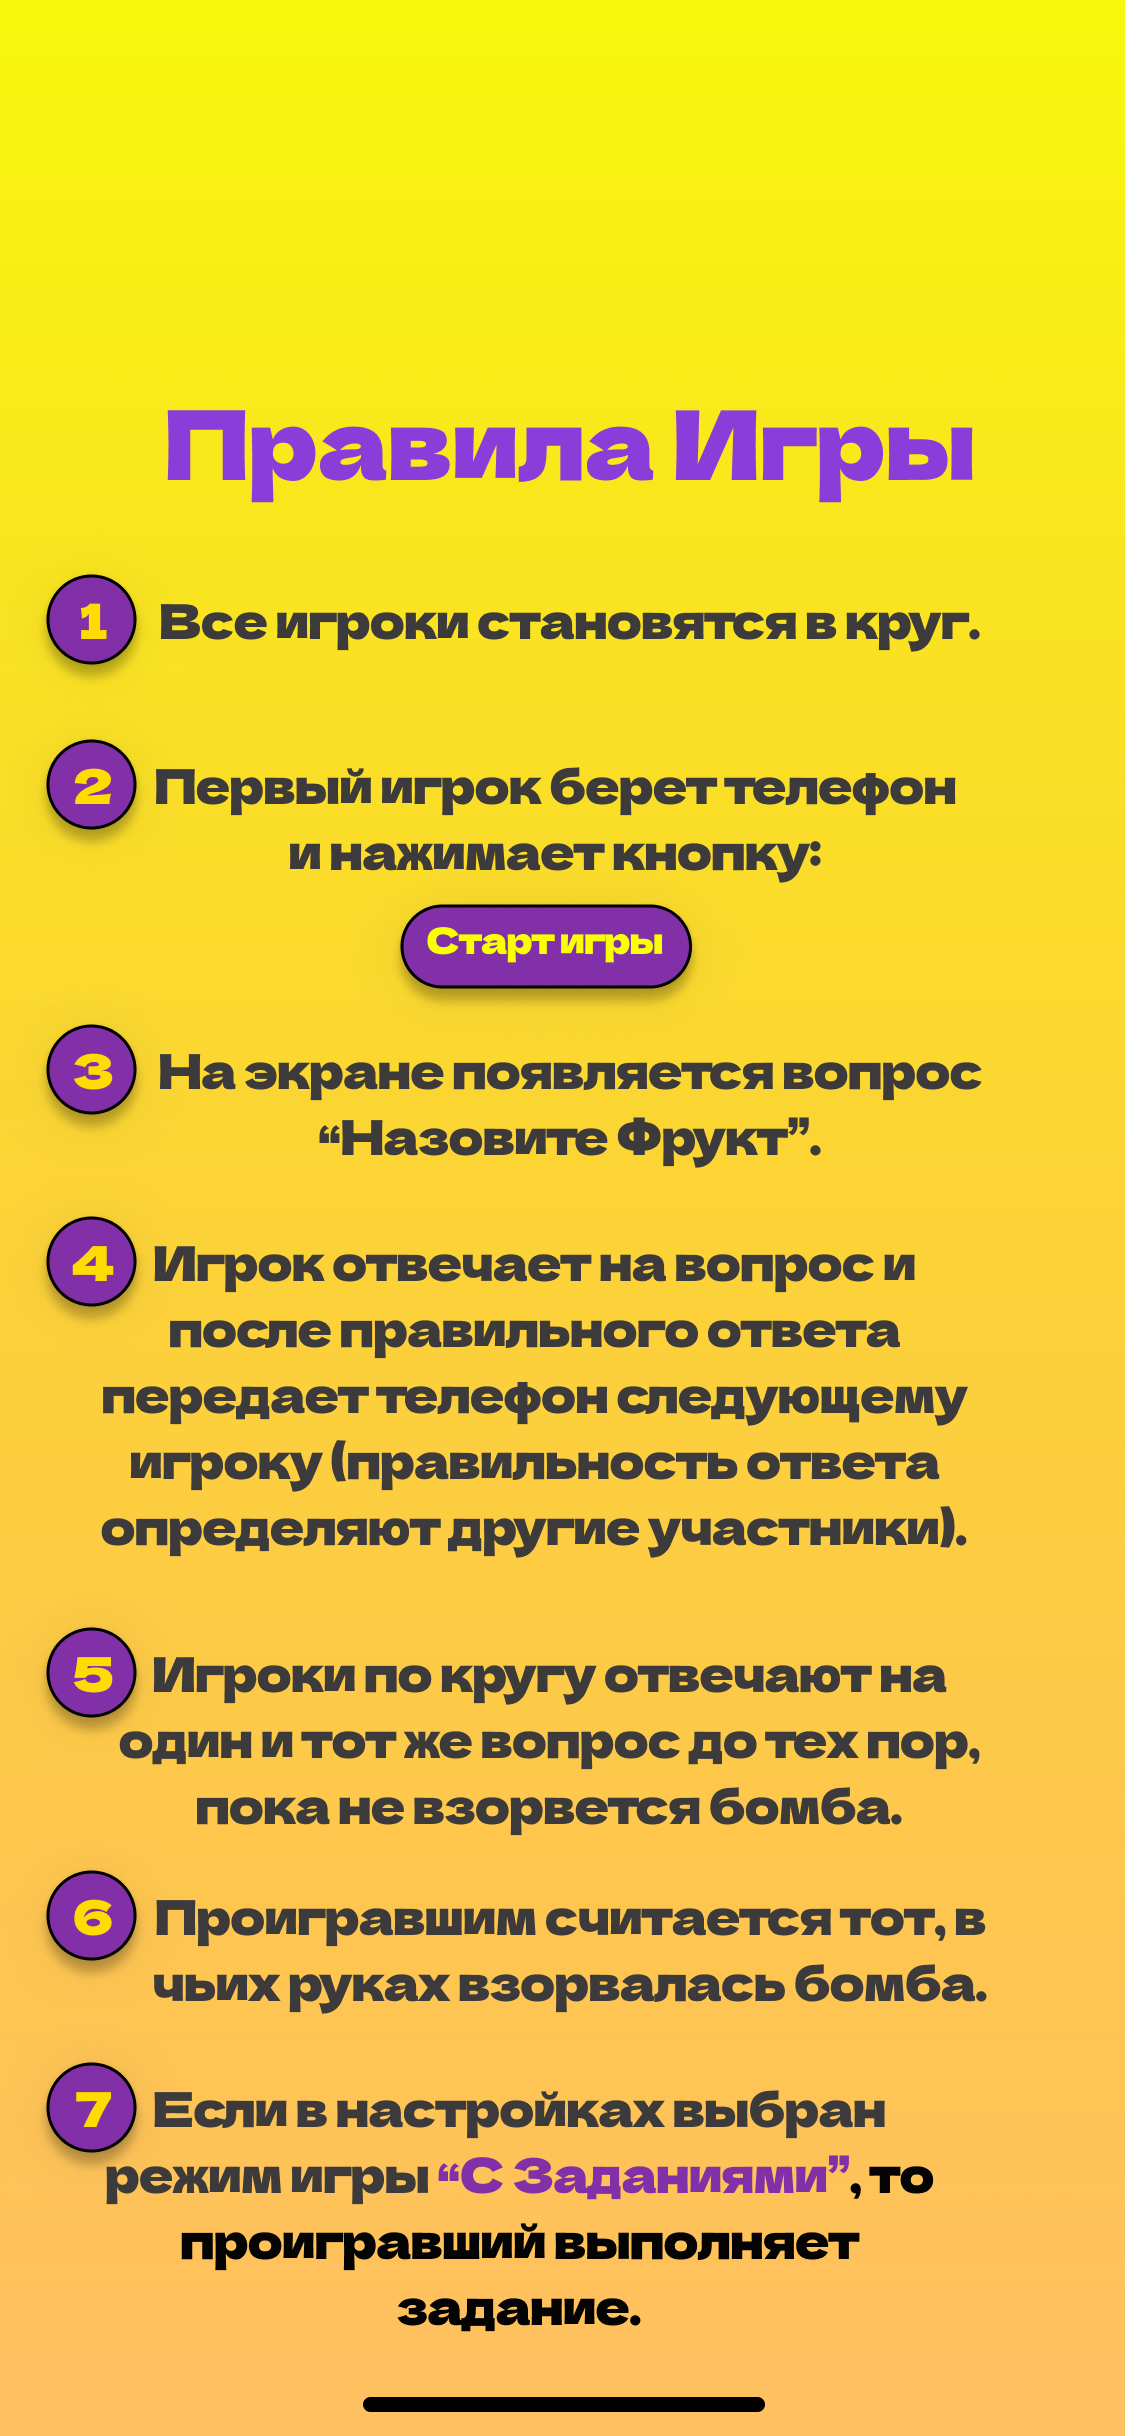 Правила Игры
1 Все игроки становятся в круг.
2 Первый игрок берет телефон
и нажимает кнопку:
Старт игры
3 На экране появляется вопрос
“Назовите Фрукт”.
4 Игрок отвечает на вопрос и
после правильного ответа
передает телефон следующему
игроку (правильность ответа
определяют другие участники).
5 Игроки по кругу отвечают на
один и тот же вопрос до тех пор,
пока не взорвется бомба.
6 Проигравшим считается тот, в
чьих руках взорвалась бомба.
7 Если в настройках выбран
режим игры “С Заданиями”, то
проигравший выполняет
задание.